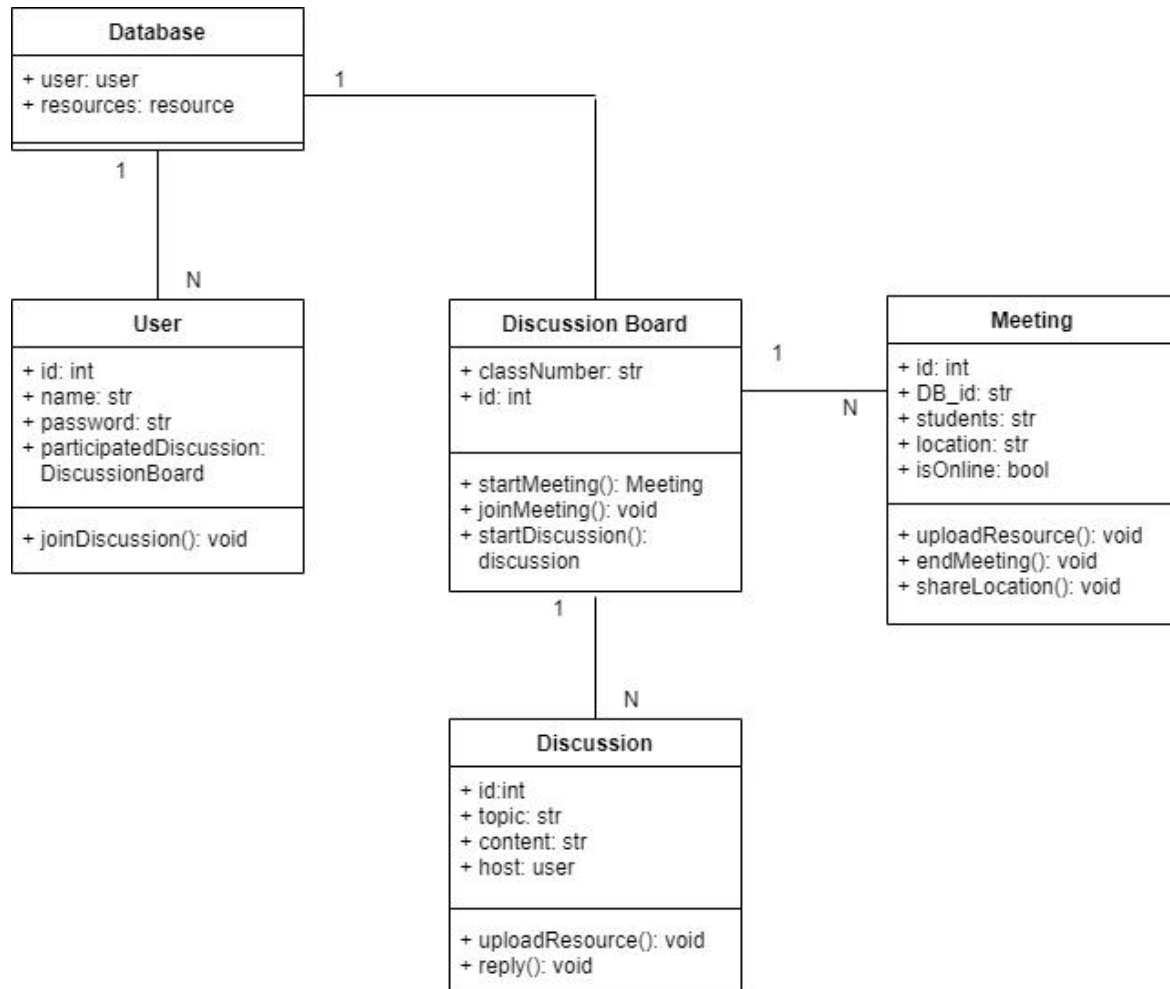 Database
+ user: user
+ resources: resource
1
1
N
User
+ id: int
+ name: str
+ password: str
+ participatedDiscussion:
DiscussionBoard
+ joinDiscussion(): void
Discussion Board
+ classNumber: str
+ id: int
+ startMeeting(): Meeting
+ joinMeeting(): void
+ startDiscussion():
discussion
1
N
Meeting
+ id: int
+ DB_id: str
+ students: str
+ location: str
+ isOnline: bool
+ uploadResource(): void
+ endMeeting(): void
+ shareLocation(): void
1
N
Discussion
+ id:int
+ topic: str
+ content: str
+ host: user
+ uploadResource(): void
+ reply(): void